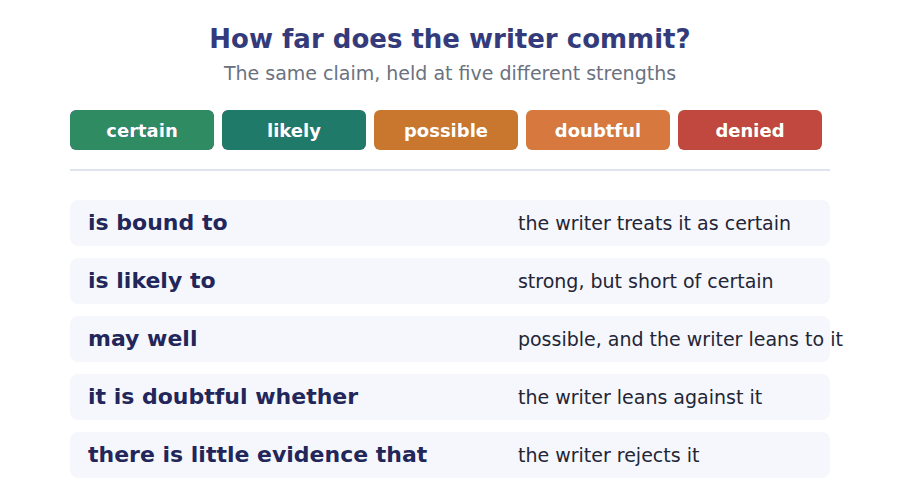 How far does the writer commit?
The same claim, held at five different strengths
certain likely possible doubtful denied
is bound to the writer treats it as certain
is likely to strong, but short of certain
may well possible, and the writer leans to it
it is doubtful whether the writer leans against it
there is little evidence that the writer rejects it